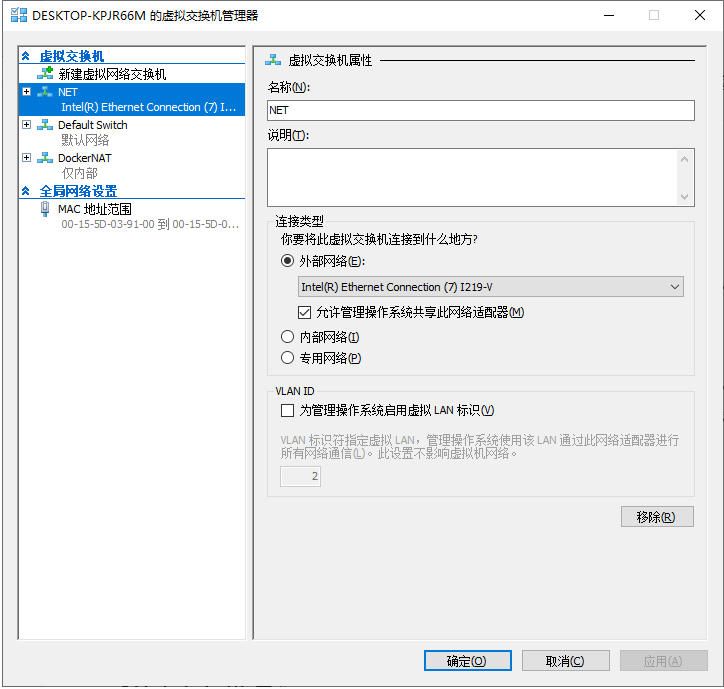 DESKTOP-KPJR66M 的虚拟交换机管理器
虚拟交换机
新建虚拟网络交换机
NET
Intel(R) Ethernet Connection (7) I...
Default Switch
默认网络
DockerNAT
仅内部
全局网络设置
MAC 地址范围
00-15-5D-03-91-00 到 00-15-5D-0...
虚拟交换机属性
名称(N):
NET
说明(T):
连接类型
你要将此虚拟交换机连接到什么地方?
外部网络(E):
Intel(R) Ethernet Connection (7) I219-V
允许管理操作系统共享此网络适配器(M)
内部网络(I)
专用网络(P)
VLAN ID
为管理操作系统启用虚拟 LAN 标识(V)
VLAN 标识符指定虚拟 LAN，管理操作系统使用该 LAN 通过此网络适配器进行
所有网络通信(L)。此设置不影响虚拟机网络。
2
移除(R)
确定(O)
取消(C)
应用(A)